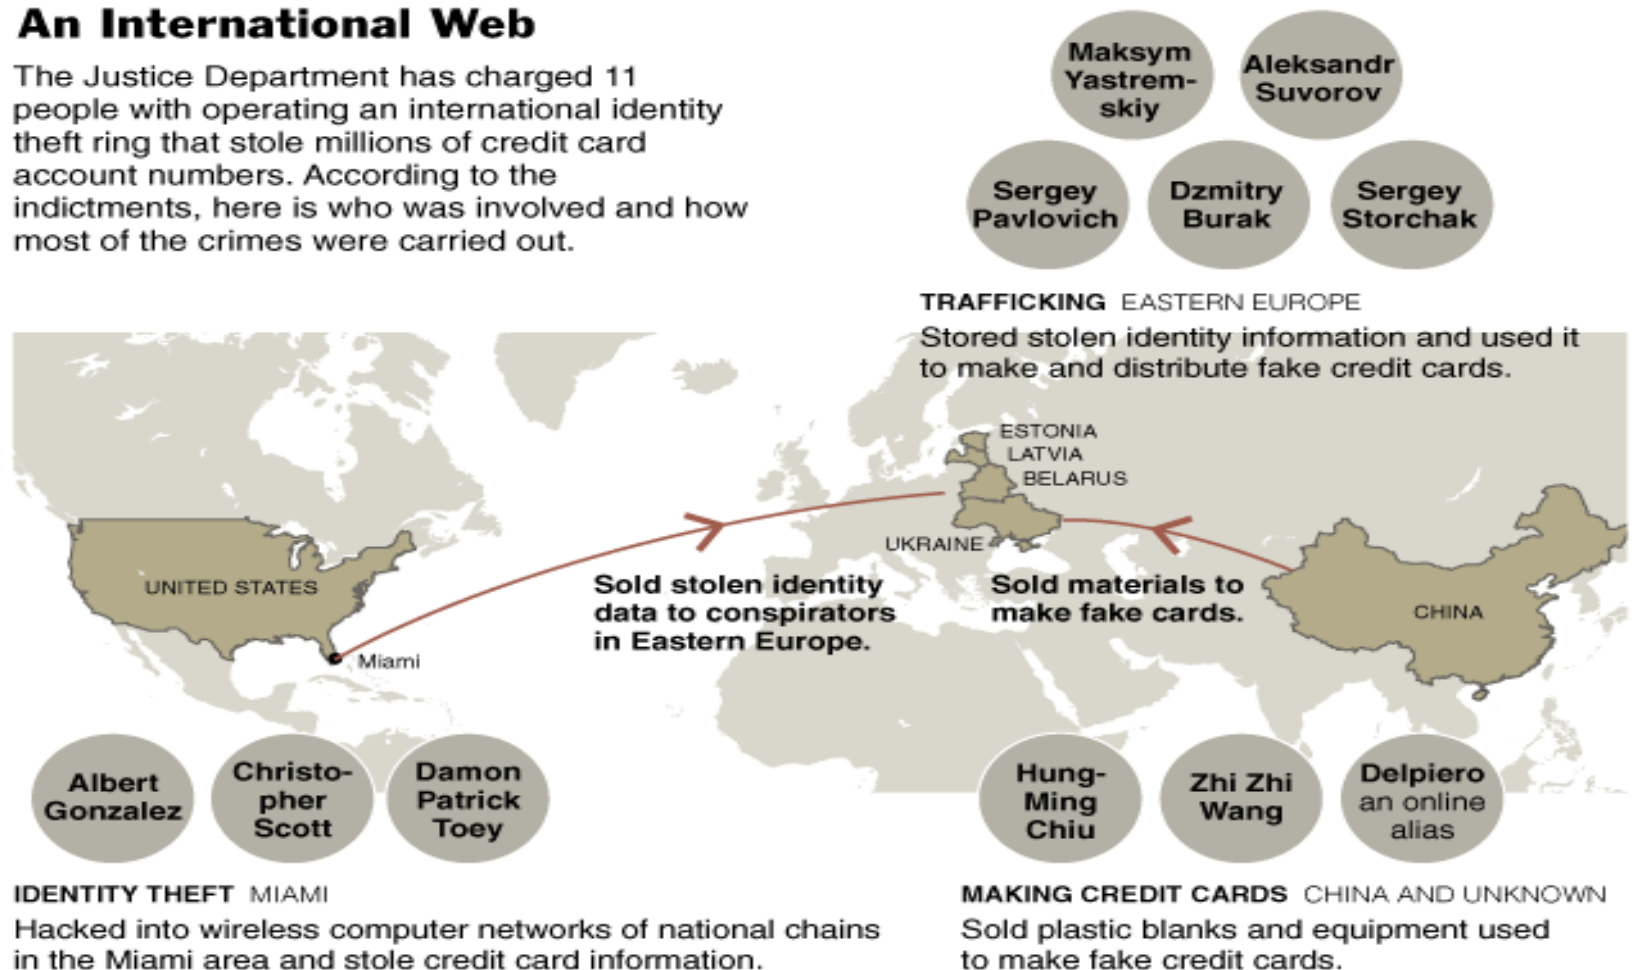 An International Web
The Justice Department has charged 11
people with operating an international identity
theft ring that stole millions of credit card
account numbers. According to the
indictments, here is who was involved and how
most of the crimes were carried out.
Maksym
Yastrem-
skiy
Aleksandr
Suvorov
Sergey
Pavlovich
Dzmitry
Burak
Sergey
Storchak
TRAFFICKING EASTERN EUROPE
Stored stolen identity information and used it
to make and distribute fake credit cards.
ESTONIA
LATVIA
BELARUS
UKRAINE
UNITED STATES
Miami
Sold stolen identity
data to conspirators
in Eastern Europe.
Sold materials to
make fake cards.
CHINA
Albert
Gonzalez
Christo-
pher
Scott
Damon
Patrick
Toey
IDENTITY THEFT MIAMI
Hacked into wireless computer networks of national chains
in the Miami area and stole credit card information.
Hung-
Ming
Chiu
Zhi Zhi
Wang
Delpiero
an online
alias
MAKING CREDIT CARDS CHINA AND UNKNOWN
Sold plastic blanks and equipment used
to make fake credit cards.